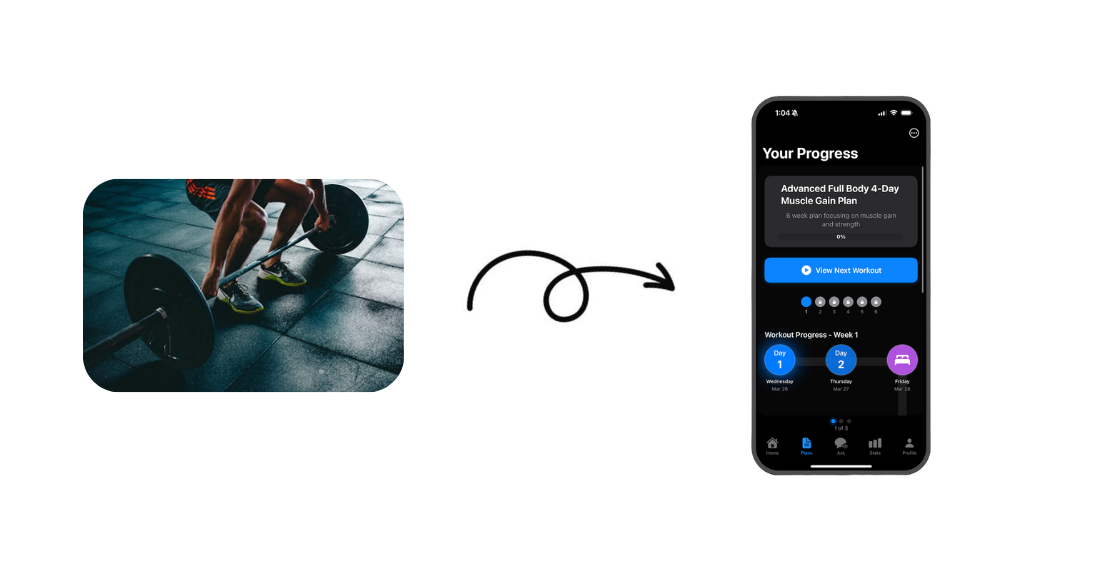 1:04
Your Progress
Advanced Full Body 4-Day
Muscle Gain Plan
6 week plan focusing on muscle gain
and strength
0%
View Next Workout
1 2 3 4 5 6
Workout Progress - Week 1
Day
1
Day
2
Wednesday
Mar 26
Thursday
Mar 27
Friday
Mar 28
1 of 3
Home
Plans
Ask
Stats
Profile